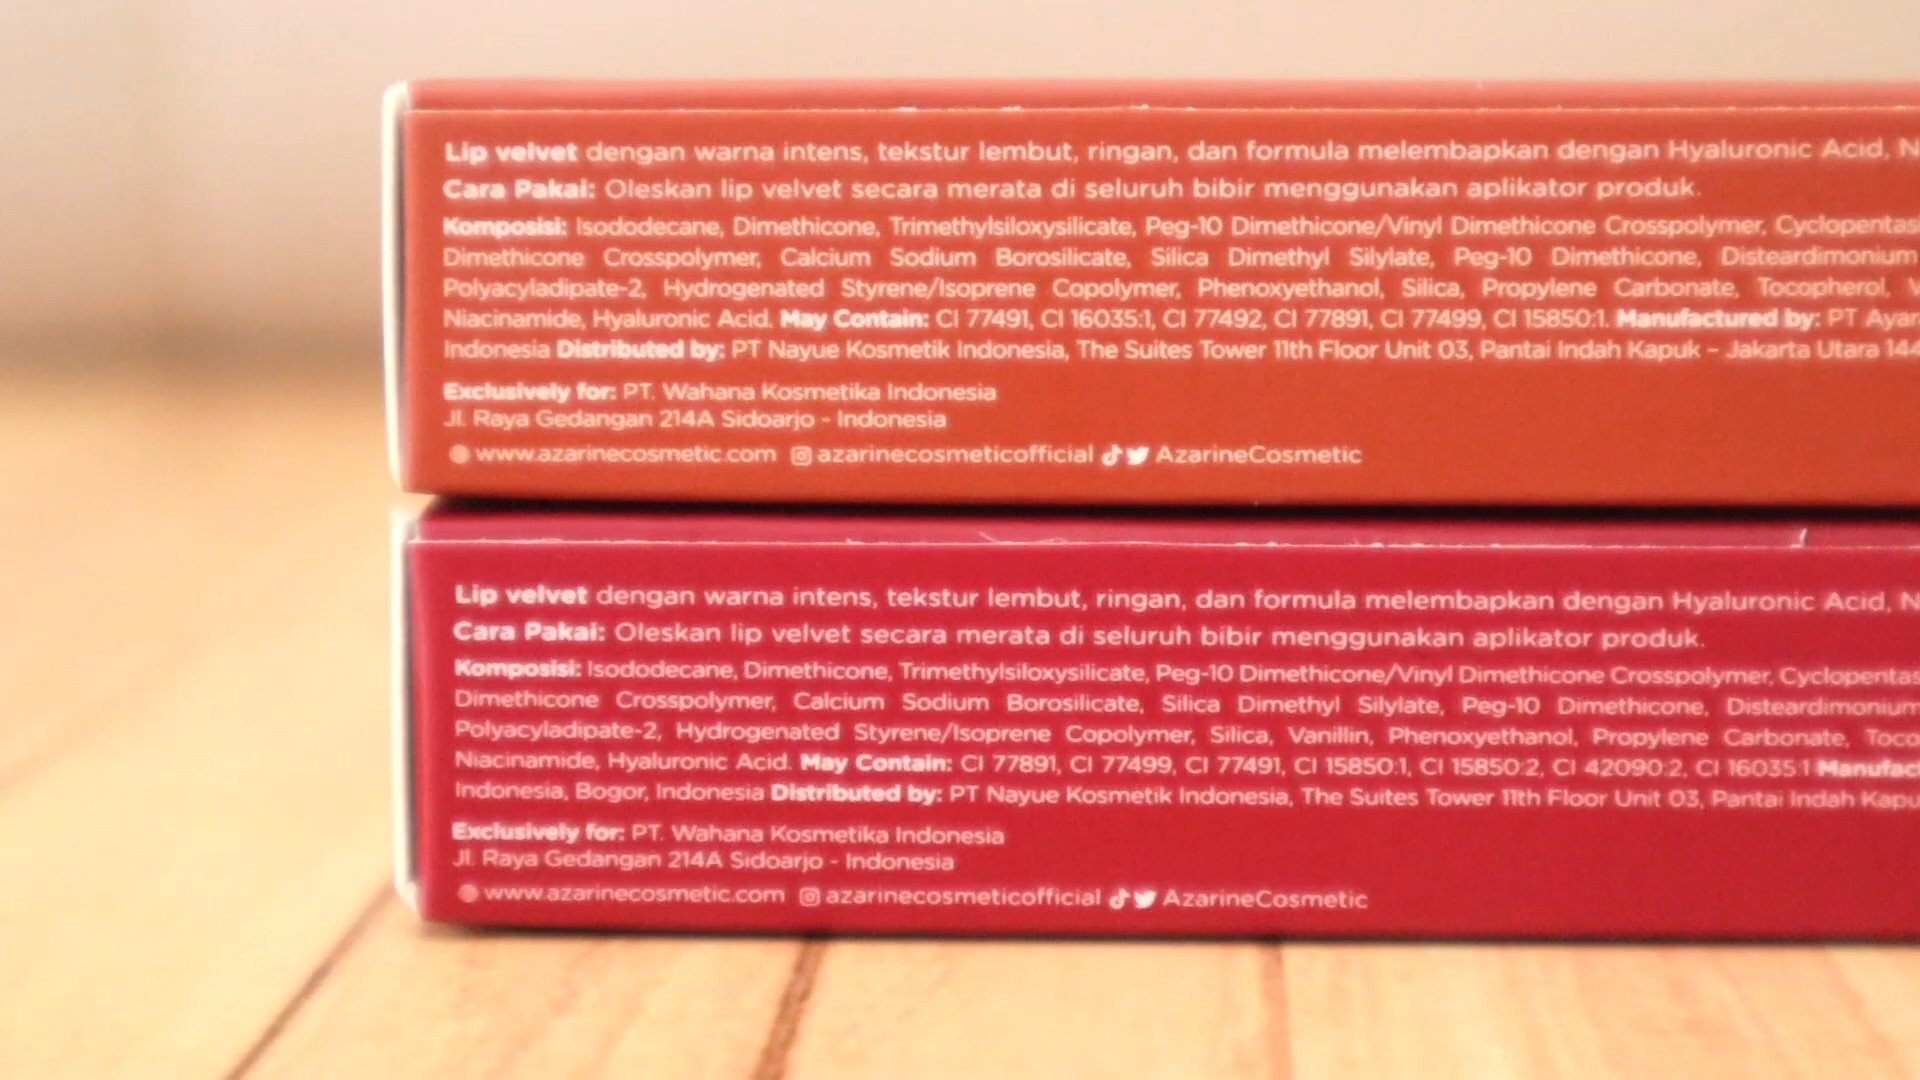 Lip velvet dengan warna intens, tekstur lembut, ringan, dan formula melembapkan dengan Hyaluronic Acid,
Cara Pakai: Oleskan lip velvet secara merata di seluruh bibir menggunakan aplikator produk.
Komposisi: Isododecane, Dimethicone, Trimethylsiloxysilicate, Peg-10 Dimethicone/Vinyl Dimethicone Crosspolymer,
Dimethicone Crosspolymer, Calcium Sodium Borosilicate, Silica Dimethyl Silylate, Peg-10 Dimethicone, Disteardimonium
Polyacyladipate-2, Hydrogenated Styrene/Isoprene Copolymer, Phenoxyethanol, Silica, Propylene Carbonate, Tocopherol,
Niacinamide, Hyaluronic Acid. May Contain: CI 77491, CI 16035:1, CI 77492, CI 77891, CI 77499, CI 15850:1. Manufactured by: PT
Indonesia Distributed by: PT Nayue Kosmetik Indonesia, The Suites Tower 11th Floor Unit 03, Pantai Indah Kapuk - Jakarta Utara
Exclusively for: PT. Wahana Kosmetika Indonesia
Jl. Raya Gedangan 214A Sidoarjo - Indonesia
www.azarinecosmetic.com azarinecosmeticofficial AzarineCosmetic
Lip velvet dengan warna intens, tekstur lembut, ringan, dan formula melembapkan dengan Hyaluronic Acid,
Cara Pakai: Oleskan lip velvet secara merata di seluruh bibir menggunakan aplikator produk.
Komposisi: Isododecane, Dimethicone, Trimethylsiloxysilicate, Peg-10 Dimethicone/Vinyl Dimethicone Crosspolymer,
Dimethicone Crosspolymer, Calcium Sodium Borosilicate, Silica Dimethyl Silylate, Peg-10 Dimethicone, Disteardimonium
Polyacyladipate-2, Hydrogenated Styrene/Isoprene Copolymer, Silica, Vanillin, Phenoxyethanol, Propylene Carbonate,
Niacinamide, Hyaluronic Acid. May Contain: CI 77891, CI 77499, CI 77491, CI 15850:1, CI 15850:2, CI 42090:2, CI 16035:1
Indonesia, Bogor, Indonesia Distributed by: PT Nayue Kosmetik Indonesia, The Suites Tower 11th Floor Unit 03, Pantai Indah
Exclusively for: PT. Wahana Kosmetika Indonesia
Jl. Raya Gedangan 214A Sidoarjo - Indonesia
www.azarinecosmetic.com azarinecosmeticofficial AzarineCosmetic